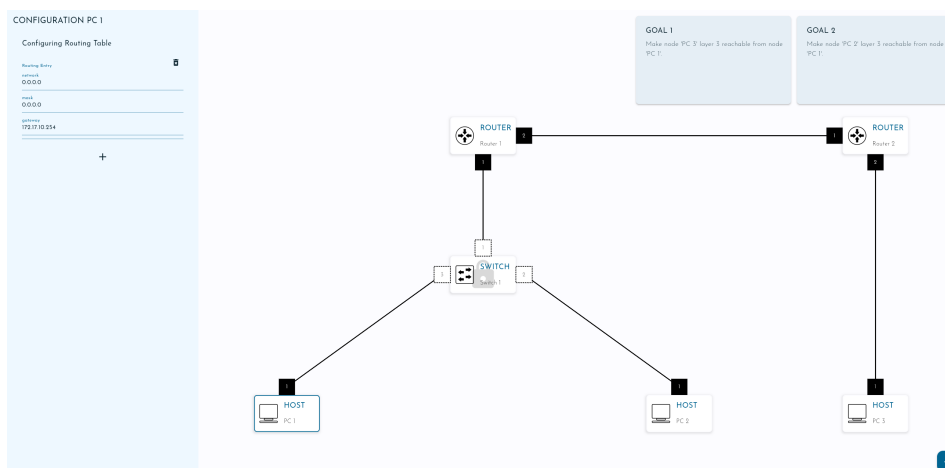 CONFIGURATION PC 1
Configuring Routing Table
Routing Entry
network
0.0.0.0
mask
0.0.0.0
gateway
172.17.10.254
+
GOAL 1
Make node 'PC 3' layer 3 reachable from node
'PC 1'.
GOAL 2
Make node 'PC 2' layer 3 reachable from node
'PC 1'.
ROUTER
Router 1
2
1
1
ROUTER
Router 2
2
1
SWITCH
Switch 1
3
2
1
HOST
PC 1
1
HOST
PC 2
1
HOST
PC 3